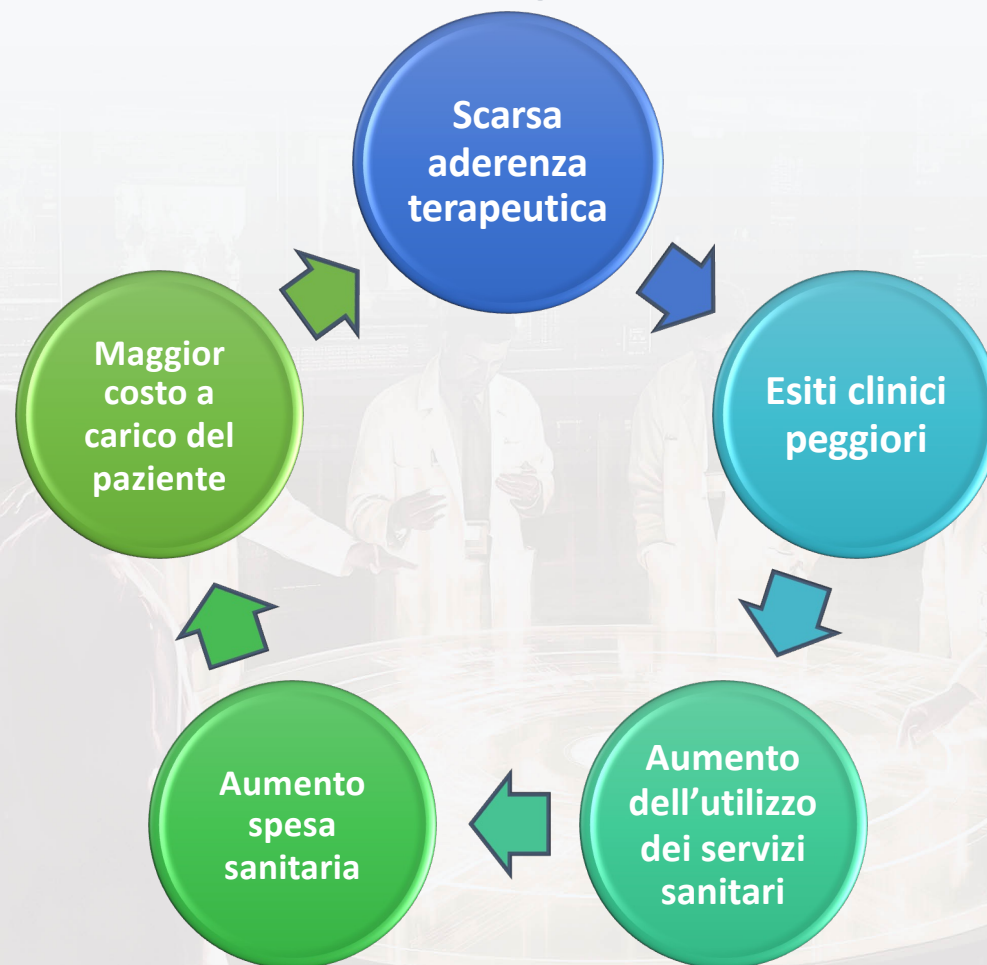 Scarsa
aderenza
terapeutica
Esiti clinici
peggiori
Aumento
dell’utilizzo
dei servizi
sanitari
Aumento
spesa
sanitaria
Maggior
costo a
carico del
paziente